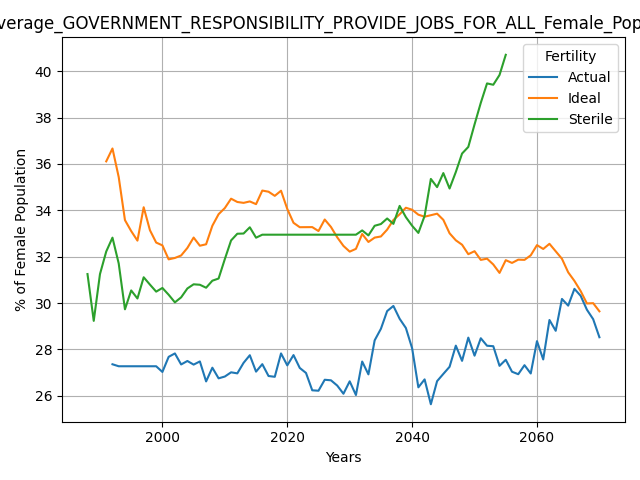 verage_GOVERNMENT_RESPONSIBILITY_PROVIDE_JOBS_FOR_ALL_Female_Pop
Fertility
Actual
Ideal
Sterile
% of Female Population
40
38
36
34
32
30
28
26
2000 2020 2040 2060
Years